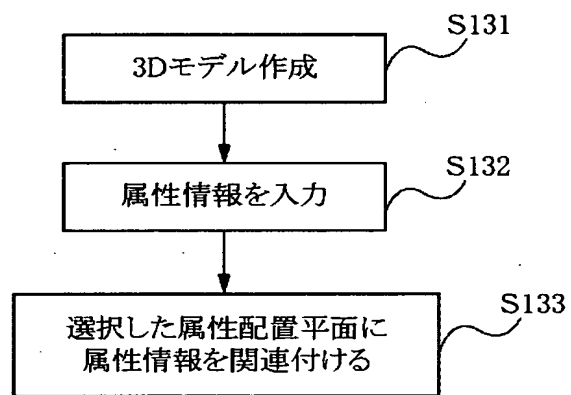 S131
3Dモデル作成
S132
属性情報を入力
S133
選択した属性配置平面に
属性情報を関連付ける